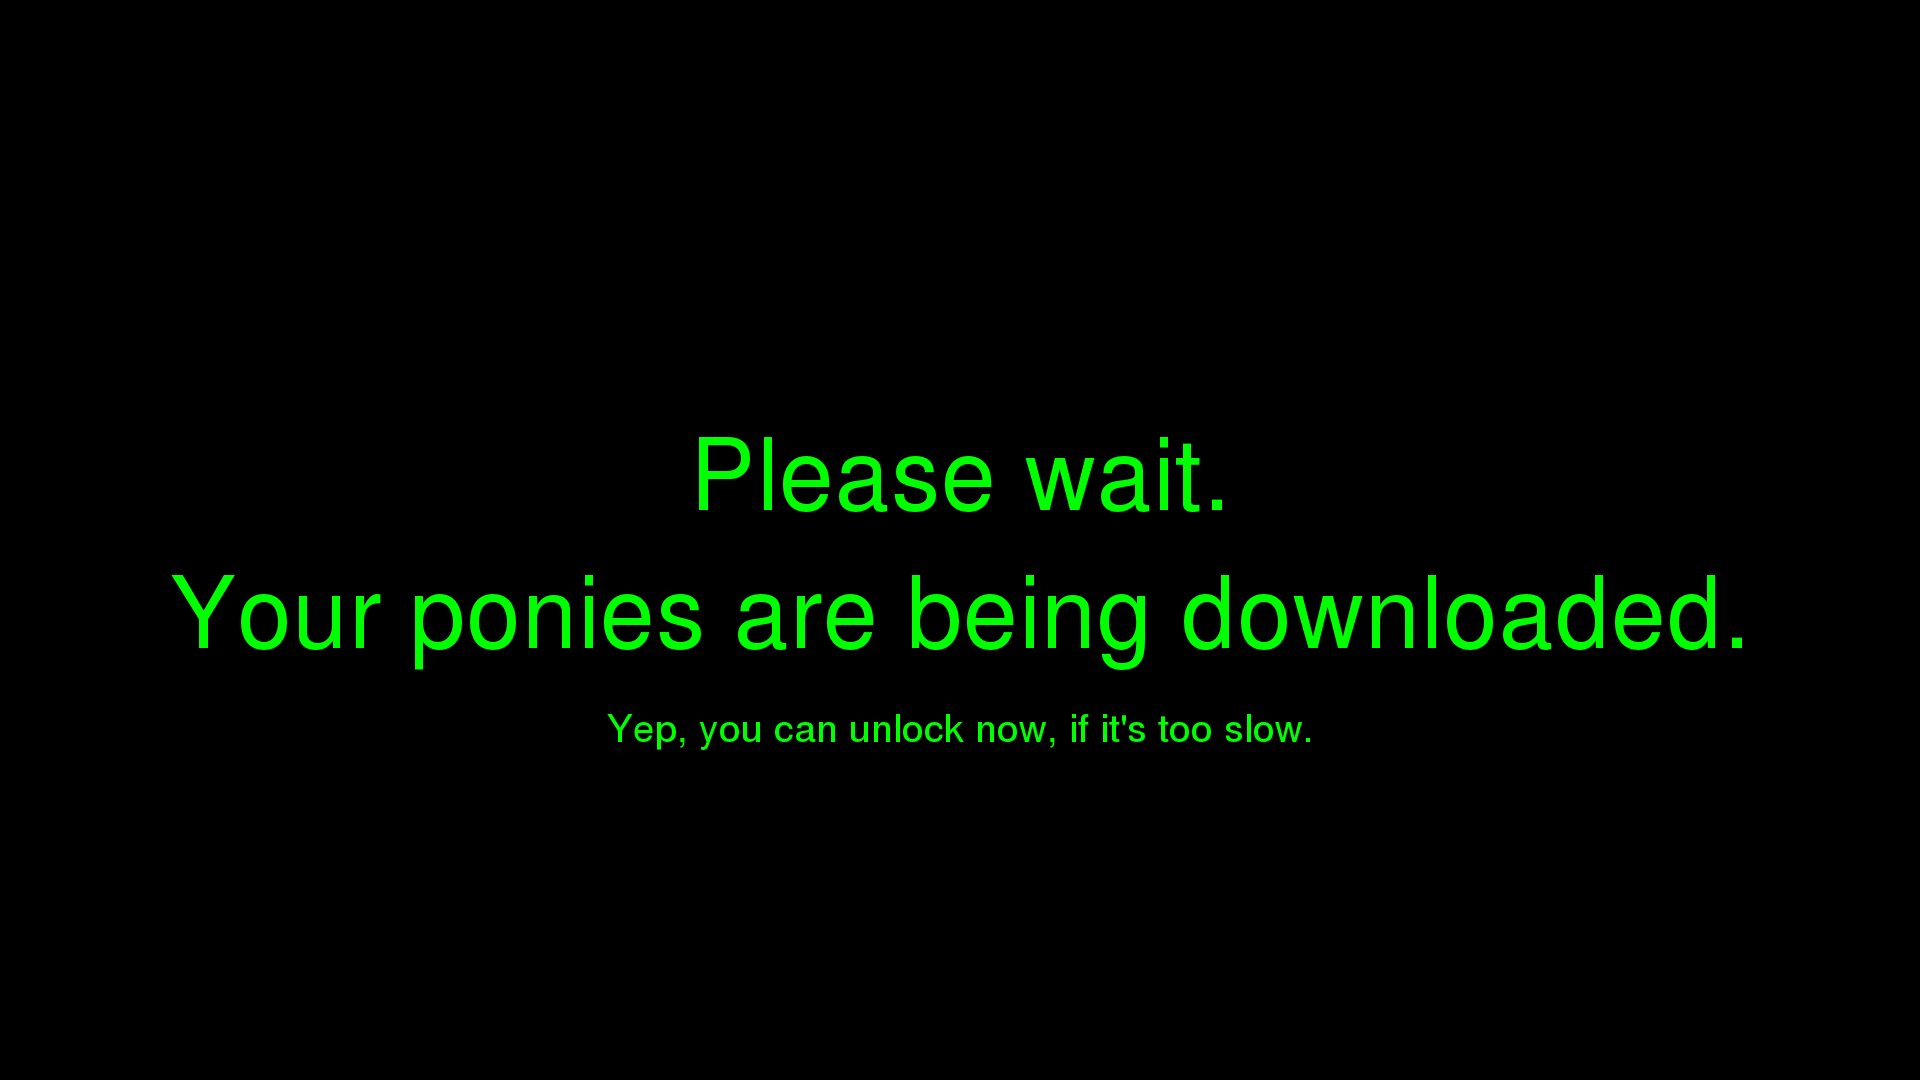 Please wait.
Your ponies are being downloaded.
Yep, you can unlock now, if it's too slow.